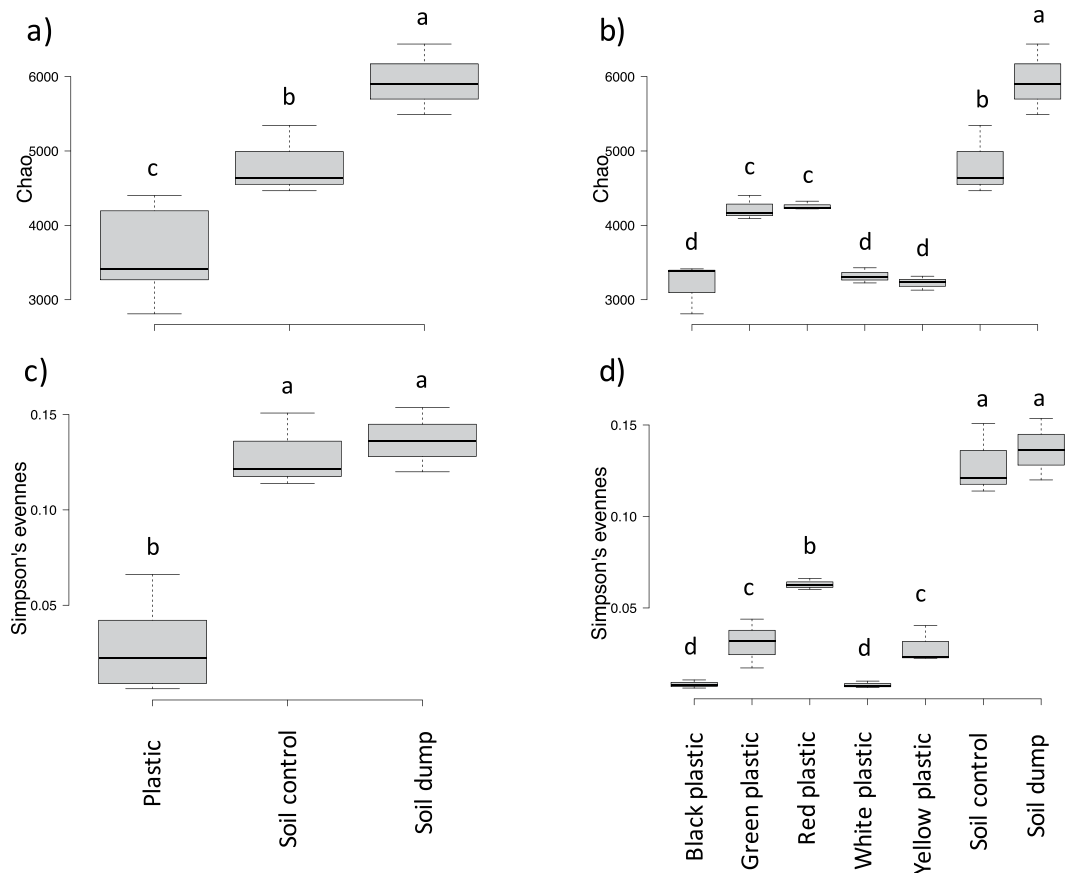 a)
a
b
c
6000
5000
4000
3000
Chao
b)
a
b
c
c
d
d
d
6000
5000
4000
3000
Chao
c)
a
a
b
0.15
0.10
0.05
Simpson's evennes
Plastic
Soil control
Soil dump
d)
a
a
b
c
c
d
d
0.15
0.10
0.05
Simpson's evennes
Black plastic
Green plastic
Red plastic
White plastic
Yellow plastic
Soil control
Soil dump